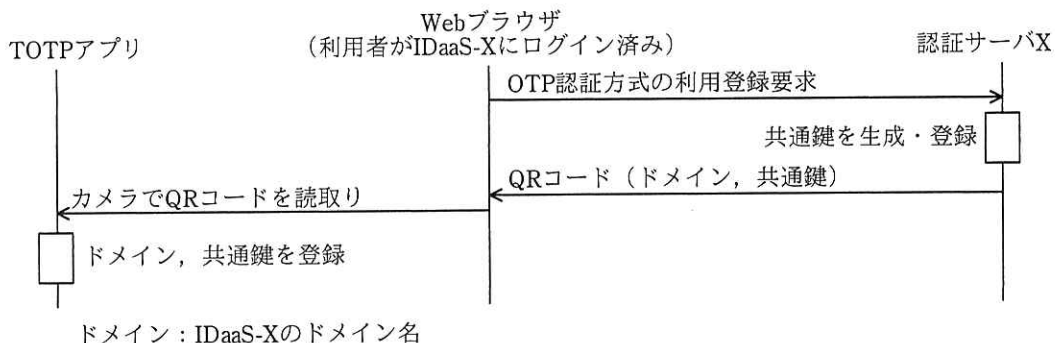 Webブラウザ
TOTPアプリ
（利用者がIDaaS-Xにログイン済み）
認証サーバX
OTP認証方式の利用登録要求
共通鍵を生成・登録
QRコード（ドメイン，共通鍵）
カメラでQRコードを読取り
ドメイン，共通鍵を登録
ドメイン：IDaaS-Xのドメイン名